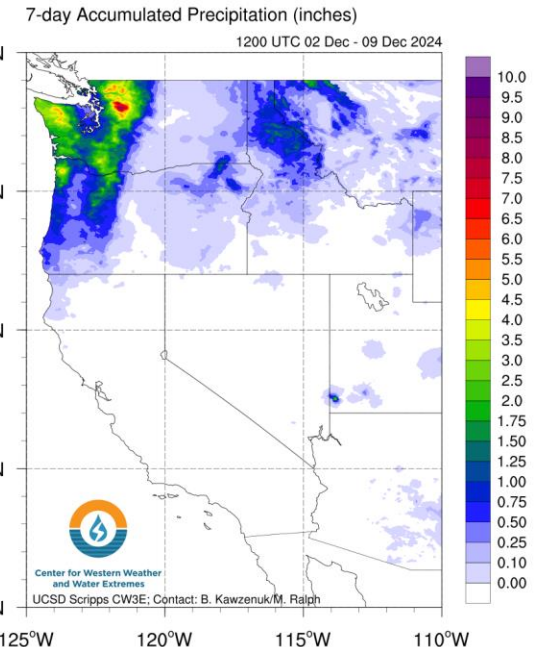 7-day Accumulated Precipitation (inches)
1200 UTC 02 Dec - 09 Dec 2024
10.0
9.5
9.0
8.5
8.0
7.5
7.0
6.5
6.0
5.5
5.0
4.5
4.0
3.5
3.0
2.5
2.0
1.75
1.50
1.25
1.00
0.75
0.50
0.25
0.10
0.00
N
N
N
N
N
Center for Western Weather
and Water Extremes
UCSD Scripps CW3E; Contact: B. Kawzenuk/M. Ralph
125°W 120°W 115°W 110°W